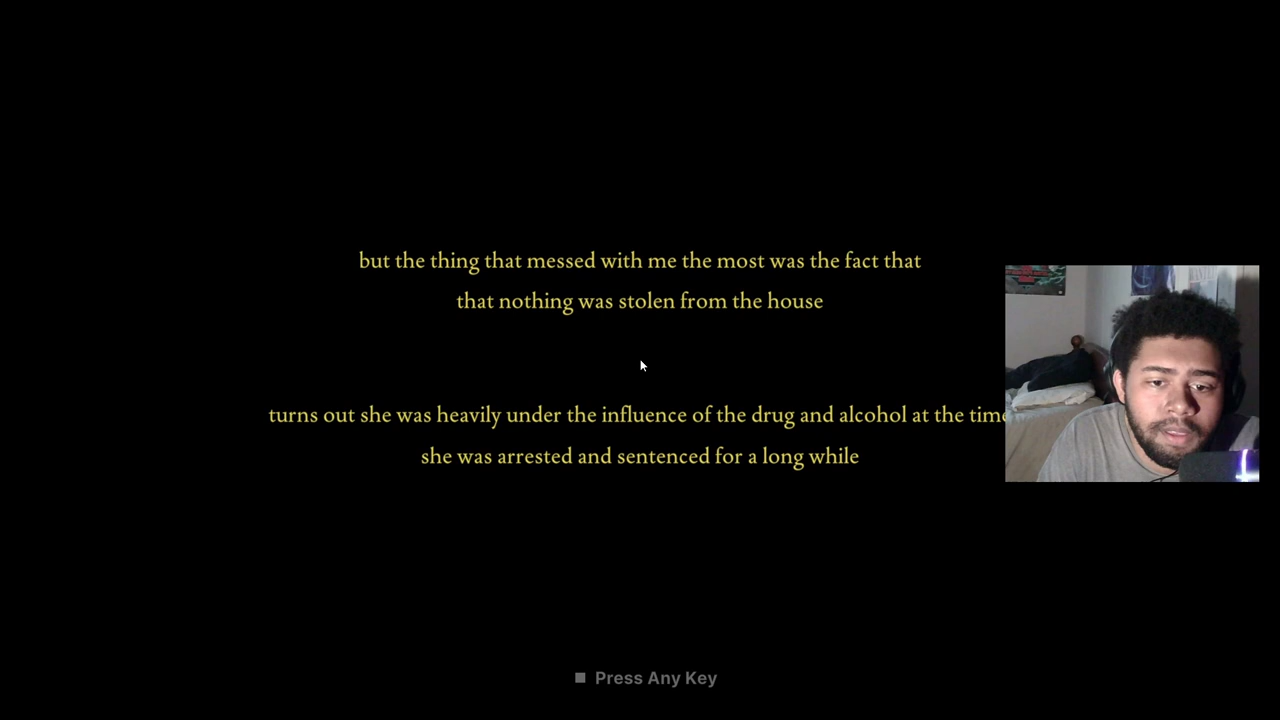 but the thing that messed with me the most was the fact that
that nothing was stolen from the house
turns out she was heavily under the influence of the drug and alcohol at the time
she was arrested and sentenced for a long while
Press Any Key